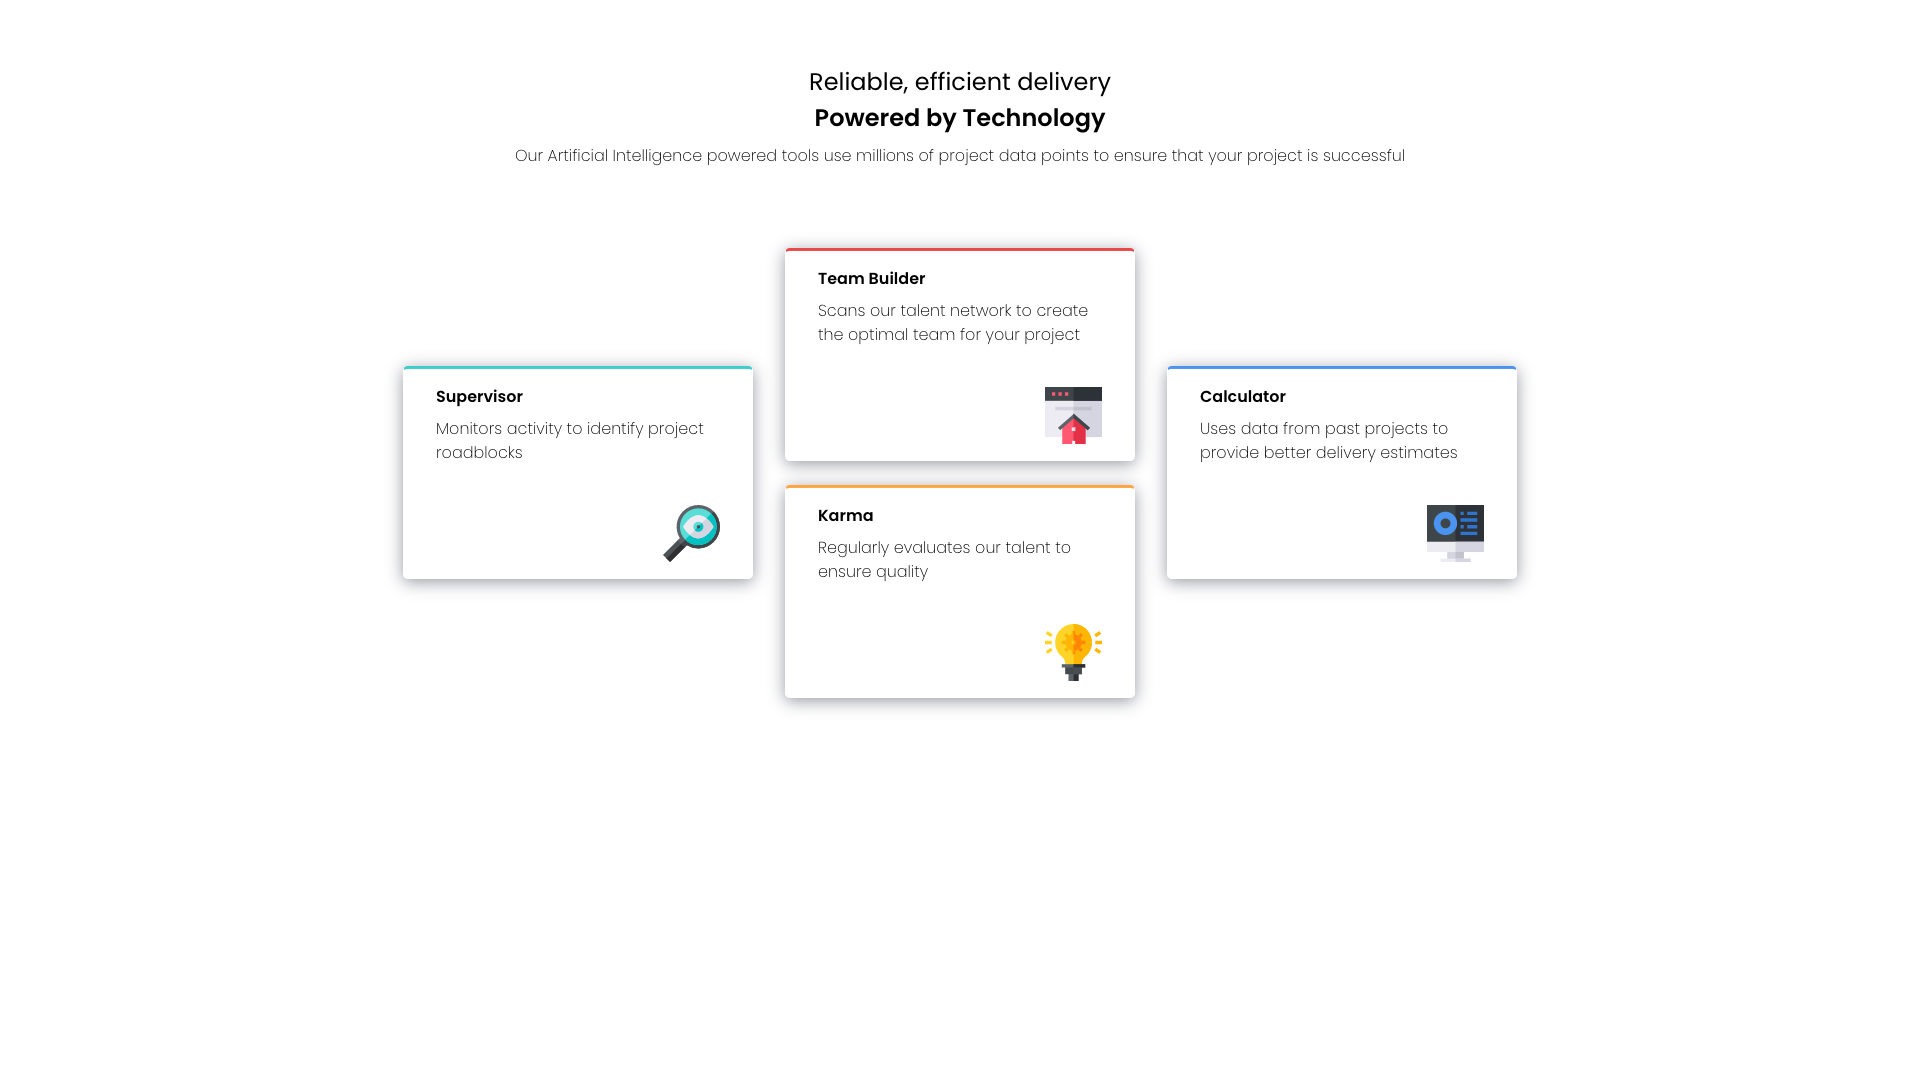 Reliable, efficient delivery
Powered by Technology
Our Artificial Intelligence powered tools use millions of project data points to ensure that your project is successful
Supervisor
Monitors activity to identify project
roadblocks
Team Builder
Scans our talent network to create
the optimal team for your project
Karma
Regularly evaluates our talent to
ensure quality
Calculator
Uses data from past projects to
provide better delivery estimates